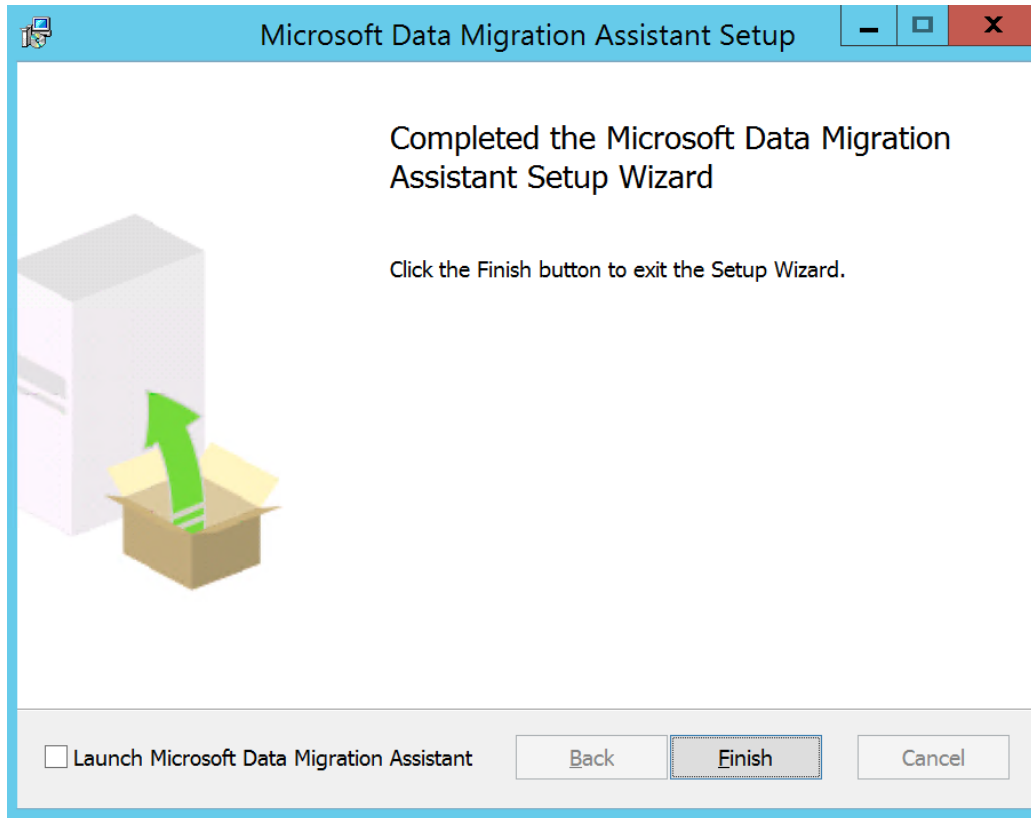 Microsoft Data Migration Assistant Setup
Completed the Microsoft Data Migration
Assistant Setup Wizard
Click the Finish button to exit the Setup Wizard.
Launch Microsoft Data Migration Assistant
Back
Finish
Cancel